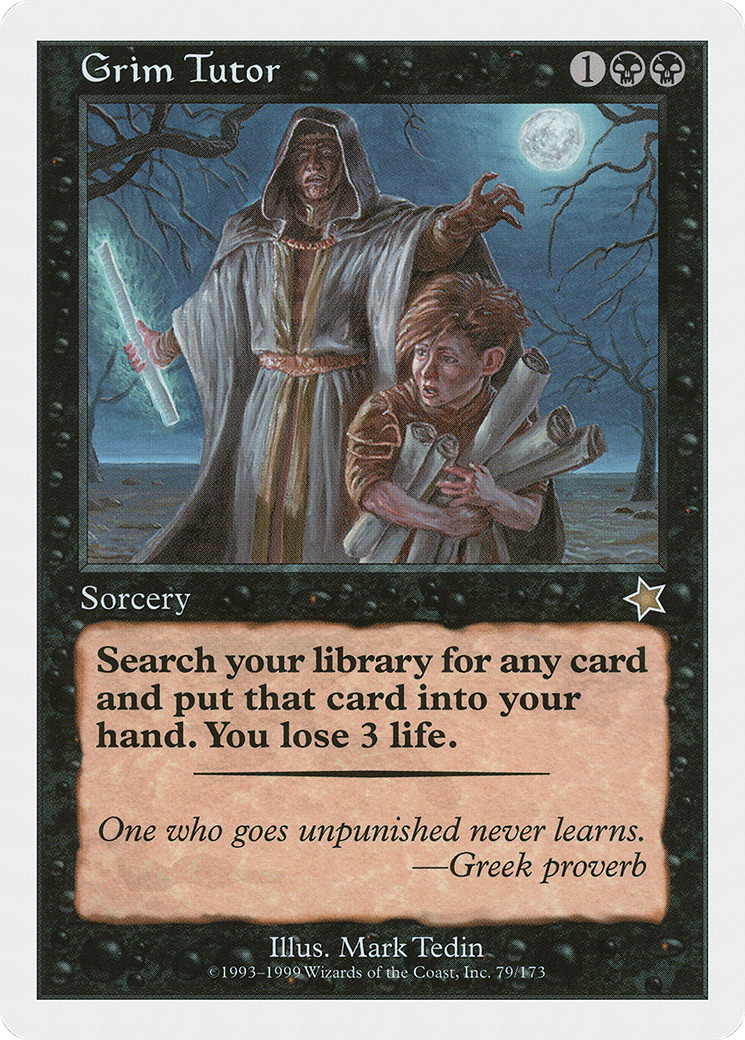 Grim Tutor
1
Sorcery
Search your library for any card
and put that card into your
hand. You lose 3 life.
One who goes unpunished never learns.
—Greek proverb
Illus. Mark Tedin
©1993–1999 Wizards of the Coast, Inc. 79/173